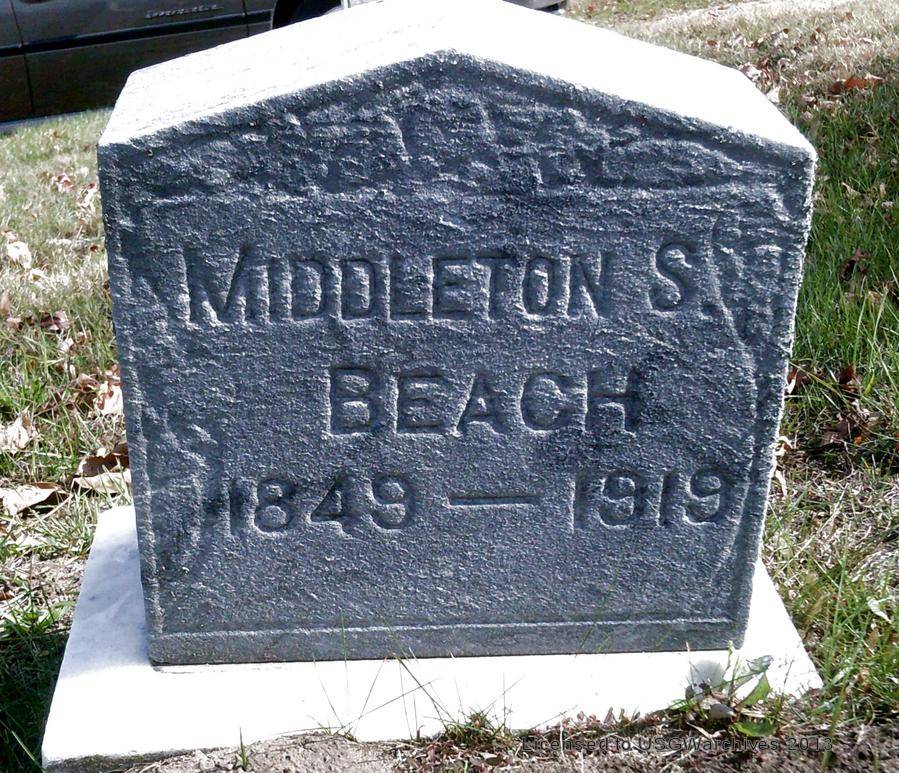 MIDDLETON S.
BEACH
1849 — 1919
Licensed to USGWarchives 2013